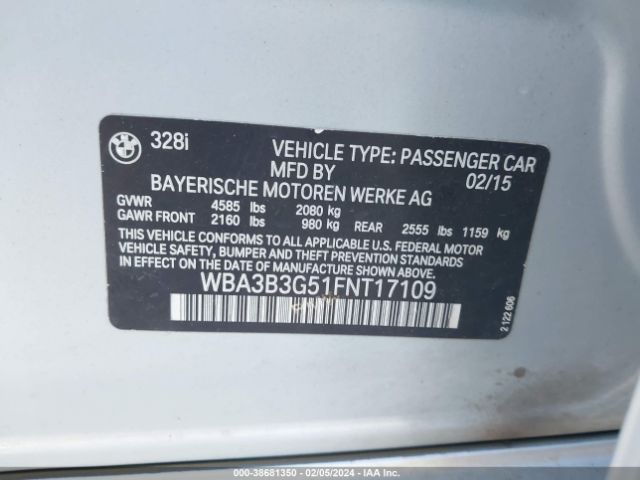 BMW
328i
VEHICLE TYPE: PASSENGER CAR
MFD BY 02/15
BAYERISCHE MOTOREN WERKE AG
GVWR 4585 lbs 2080 kg
GAWR FRONT 2160 lbs 980 kg REAR 2555 lbs 1159 kg
THIS VEHICLE CONFORMS TO ALL APPLICABLE U.S. FEDERAL MOTOR
VEHICLE SAFETY, BUMPER AND THEFT PREVENTION STANDARDS
IN EFFECT ON THE DATE OF MANUFACTURE SHOWN ABOVE.
WBA3B3G51FNT17109
2 122 606
000-38681350 - 02/05/2024 - IAA Inc.